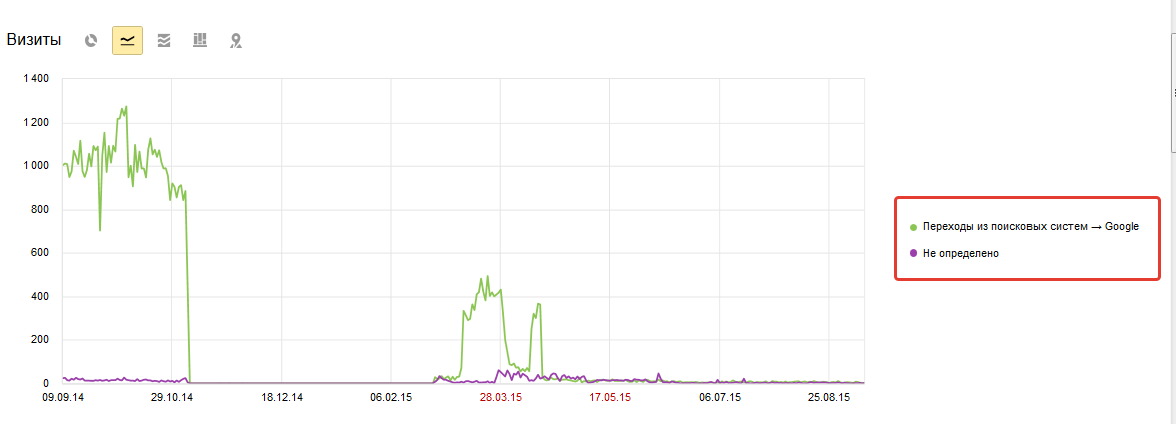 Визиты
1 400
1 200
1 000
800
600
400
200
0
09.09.14 29.10.14 18.12.14 06.02.15 28.03.15 17.05.15 06.07.15 25.08.15
Переходы из поисковых систем → Google
Не определено